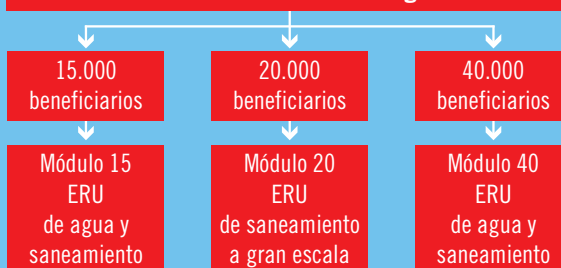 15.000
beneficiarios
20.000
beneficiarios
40.000
beneficiarios
Módulo 15
ERU
de agua y
saneamiento
Módulo 20
ERU
de saneamiento
a gran escala
Módulo 40
ERU
de agua y
saneamiento